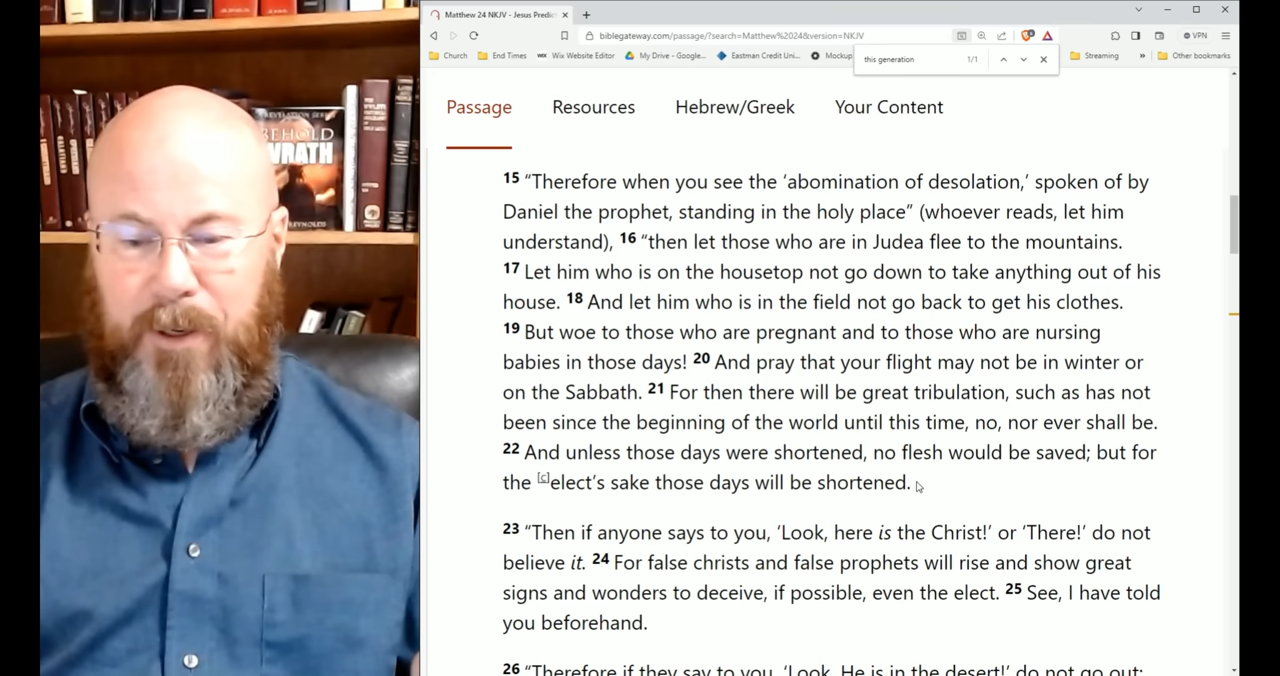 Matthew 24 NKJV - Jesus Predic
biblegateway.com/passage/?search=Matthew%2024&version=NKJV
VPN
Church
End Times
Wix Website Editor
My Drive - Google...
Eastman Credit Uni...
Mockup
this generation
1/1
Streaming
Other bookmarks
Passage
Resources
Hebrew/Greek
Your Content
15 “Therefore when you see the ‘abomination of desolation,’ spoken of by
Daniel the prophet, standing in the holy place” (whoever reads, let him
understand), 16 “then let those who are in Judea flee to the mountains.
17 Let him who is on the housetop not go down to take anything out of his
house. 18 And let him who is in the field not go back to get his clothes.
19 But woe to those who are pregnant and to those who are nursing
babies in those days! 20 And pray that your flight may not be in winter or
on the Sabbath. 21 For then there will be great tribulation, such as has not
been since the beginning of the world until this time, no, nor ever shall be.
22 And unless those days were shortened, no flesh would be saved; but for
the [c]elect’s sake those days will be shortened.
23 “Then if anyone says to you, ‘Look, here is the Christ!’ or ‘There!’ do not
believe it. 24 For false christs and false prophets will rise and show great
signs and wonders to deceive, if possible, even the elect. 25 See, I have told
you beforehand.
26 “Therefore if they say to you, ‘Look, He is in the desert!’ do not go out;
REVELATION SERIES
BEHOLD
WRATH